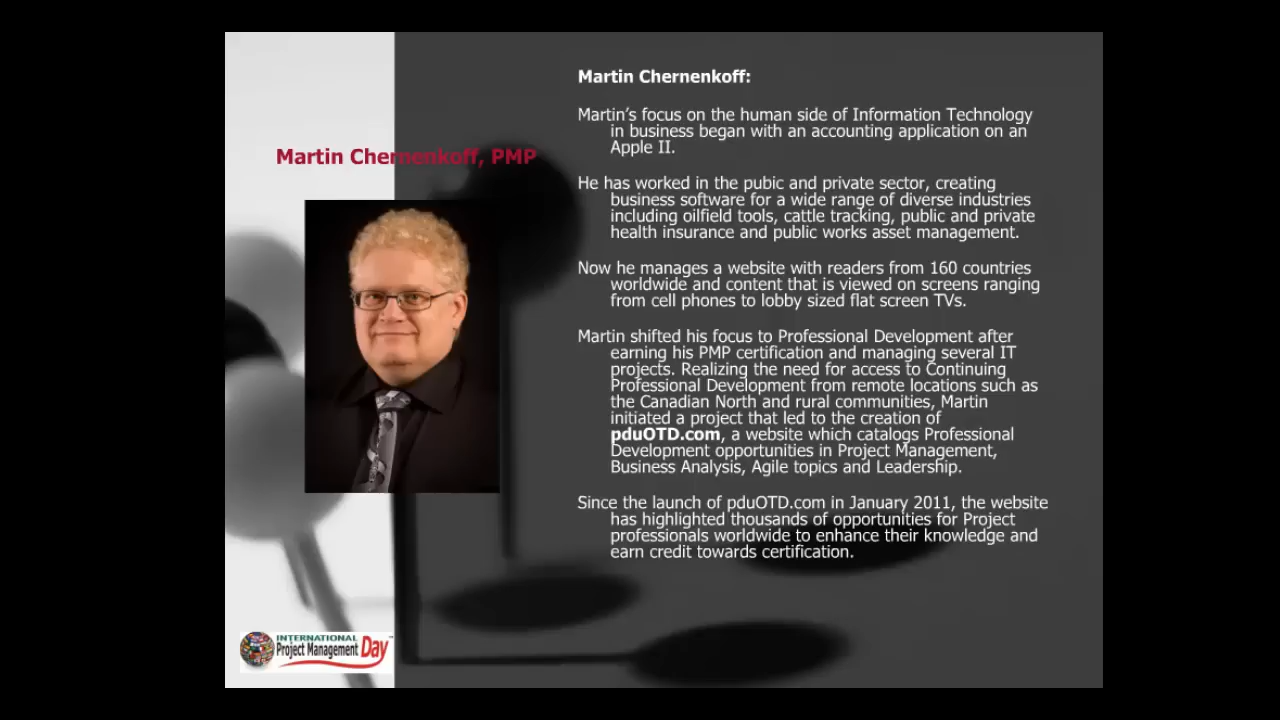 Martin Chernenkoff, PMP
Martin Chernenkoff:
Martin's focus on the human side of Information Technology
in business began with an accounting application on an
Apple II.
He has worked in the pubic and private sector, creating
business software for a wide range of diverse industries
including oilfield tools, cattle tracking, public and private
health insurance and public works asset management.
Now he manages a website with readers from 160 countries
worldwide and content that is viewed on screens ranging
from cell phones to lobby sized flat screen TVs.
Martin shifted his focus to Professional Development after
earning his PMP certification and managing several IT
projects. Realizing the need for access to Continuing
Professional Development from remote locations such as
the Canadian North and rural communities, Martin
initiated a project that led to the creation of
pduOTD.com, a website which catalogs Professional
Development opportunities in Project Management,
Business Analysis, Agile topics and Leadership.
Since the launch of pduOTD.com in January 2011, the website
has highlighted thousands of opportunities for Project
professionals worldwide to enhance their knowledge and
earn credit towards certification.
INTERNATIONAL
Project Management Day